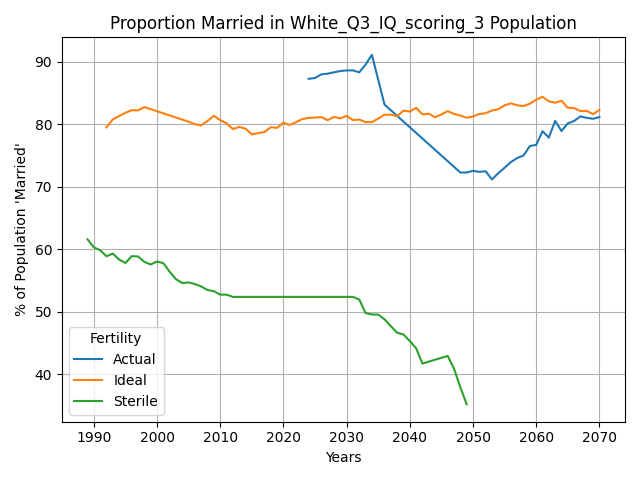 Proportion Married in White_Q3_IQ_scoring_3 Population
% of Population 'Married'
90
80
70
60
50
40
Fertility
Actual
Ideal
Sterile
1990 2000 2010 2020 2030 2040 2050 2060 2070
Years